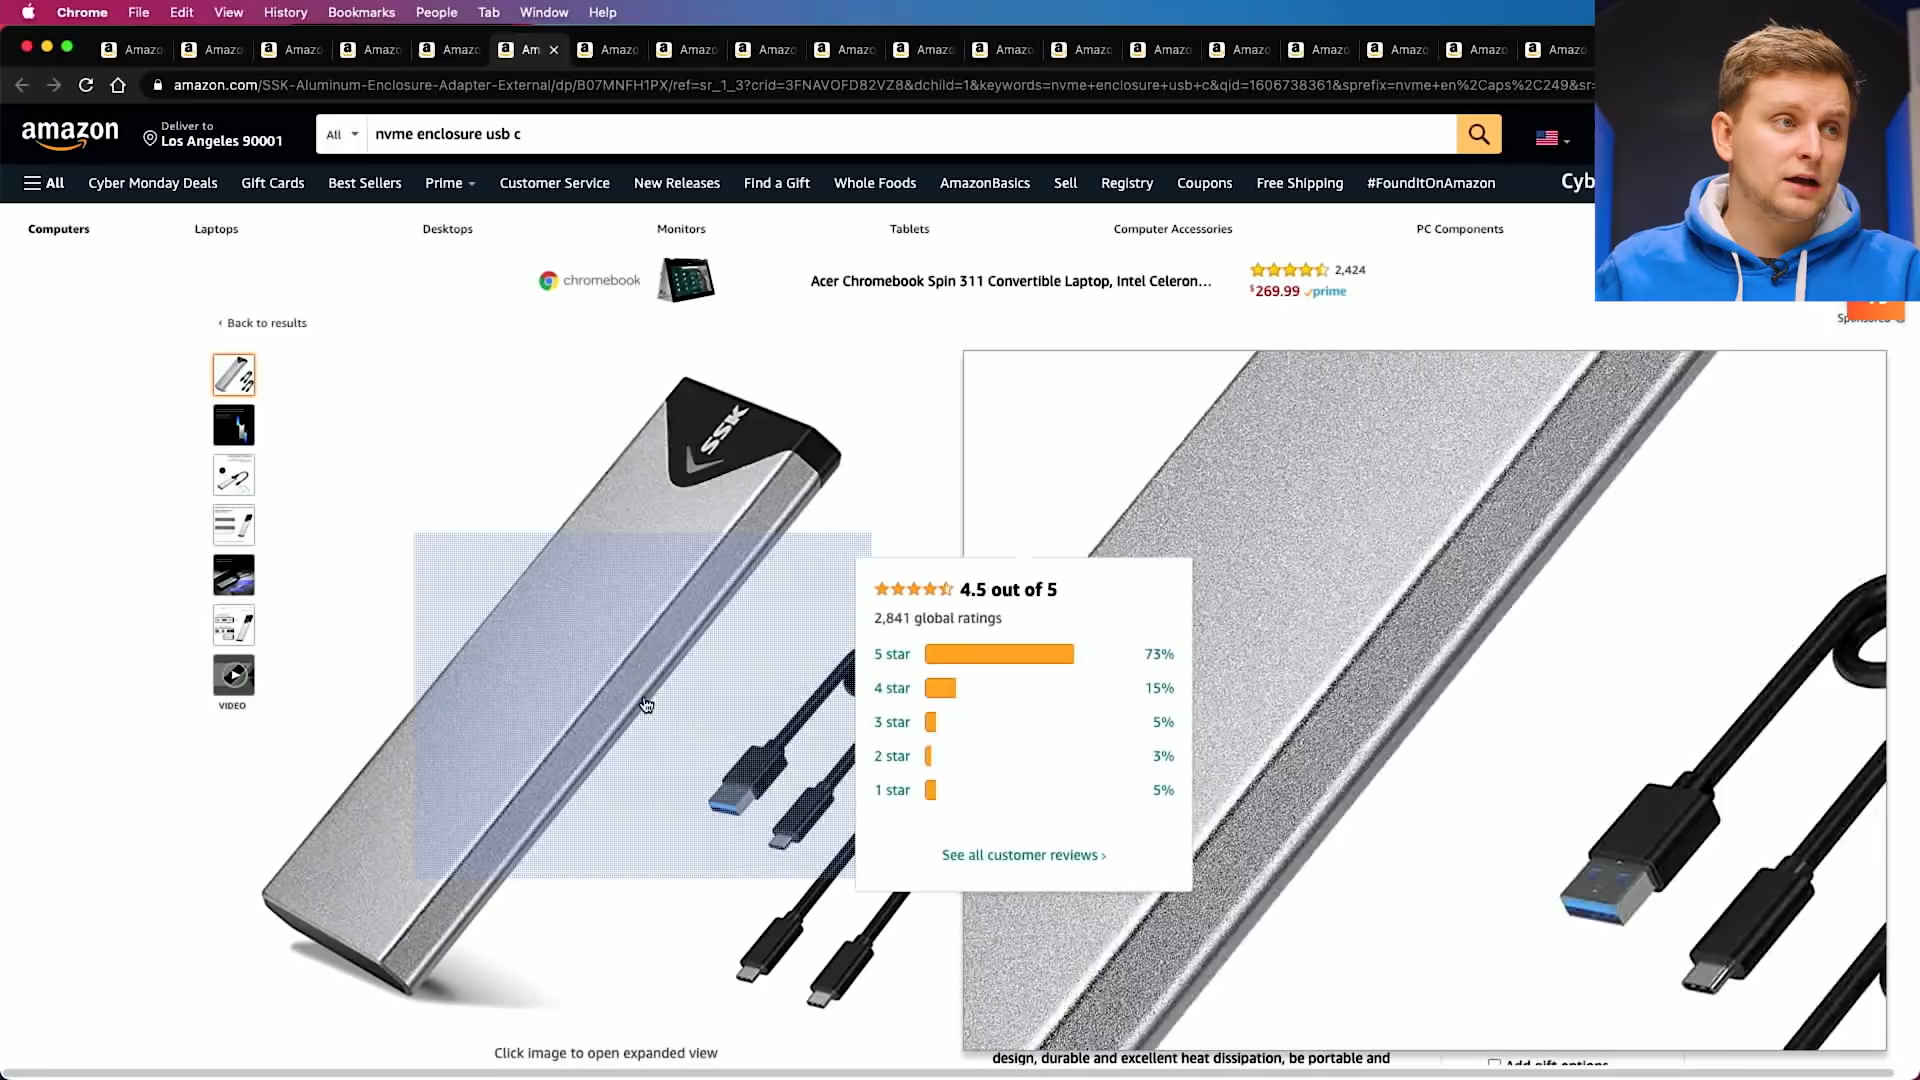 Chrome File Edit View History Bookmarks People Tab Window Help
Amazo Amazo Amazo Amazo Amazo Am Amazo Amazo Amazo Amazo Amazo Amazo Amazo Amazo Amazo Amazo Amazo Amazo Amazo
amazon.com/SSK-Aluminum-Enclosure-Adapter-External/dp/B07MNFH1PX/ref=sr_1_3?crid=3FNAVOFD82VZ8&dchild=1&keywords=nvme+enclosure+usb+c&qid=1606738361&sprefix=nvme+en%2Caps%2C249&sr=
amazon
Deliver to
Los Angeles 90001
All
nvme enclosure usb c
All Cyber Monday Deals Gift Cards Best Sellers Prime Customer Service New Releases Find a Gift Whole Foods AmazonBasics Sell Registry Coupons Free Shipping #FoundItOnAmazon Cyb
Computers Laptops Desktops Monitors Tablets Computer Accessories PC Components
chromebook
Acer Chromebook Spin 311 Convertible Laptop, Intel Celeron...
2,424
$269.99 prime
‹ Back to results
SSK
VIDEO
4.5 out of 5
2,841 global ratings
5 star 73%
4 star 15%
3 star 5%
2 star 3%
1 star 5%
See all customer reviews ›
Click image to open expanded view
design, durable and excellent heat dissipation, be portable and
Add gift options